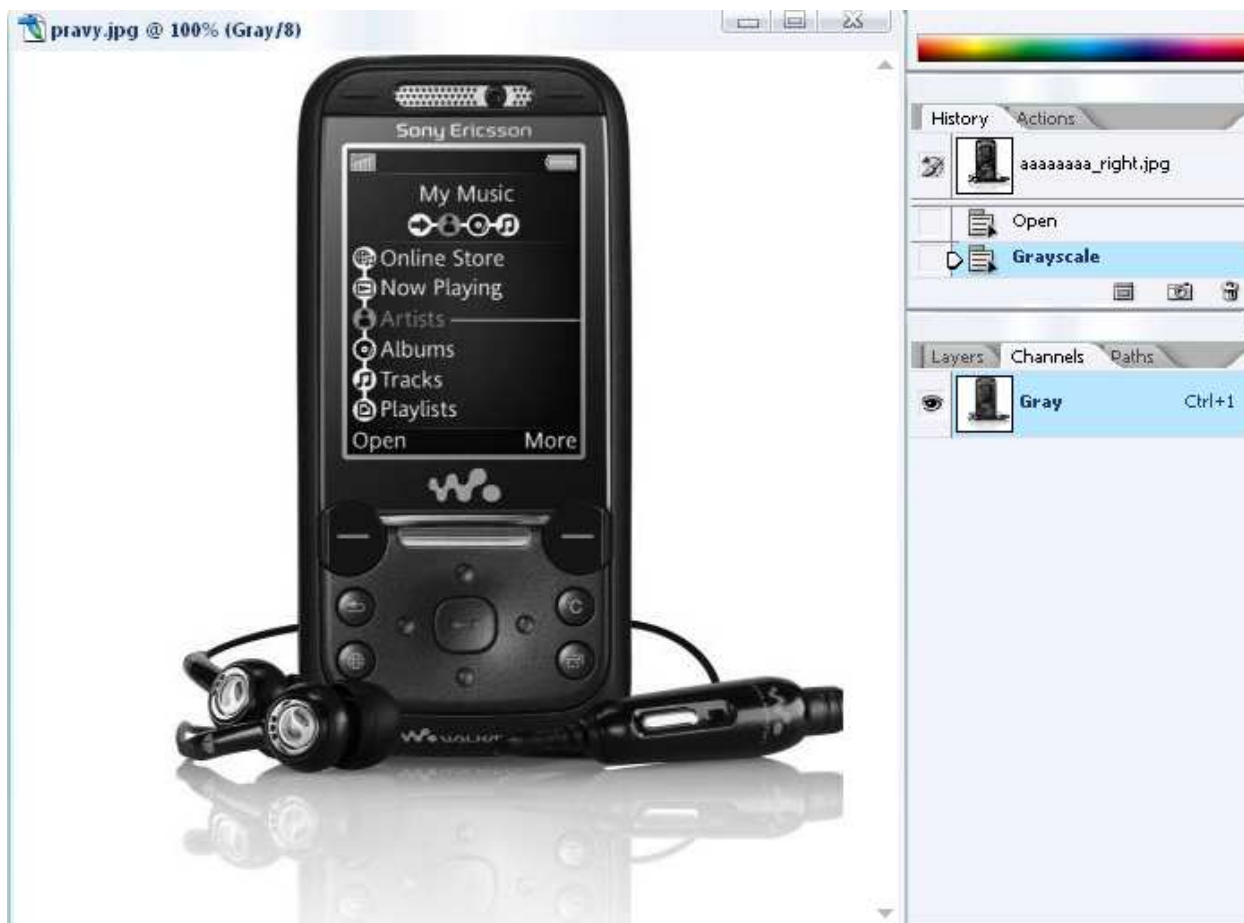 pravy.jpg @ 100% (Gray/8)
Sony Ericsson
My Music
Online Store
Now Playing
Artists
Albums
Tracks
Playlists
Open More
C
History Actions
aaaaaaaa_right.jpg
Open
Grayscale
Layers Channels Paths
Gray Ctrl+1